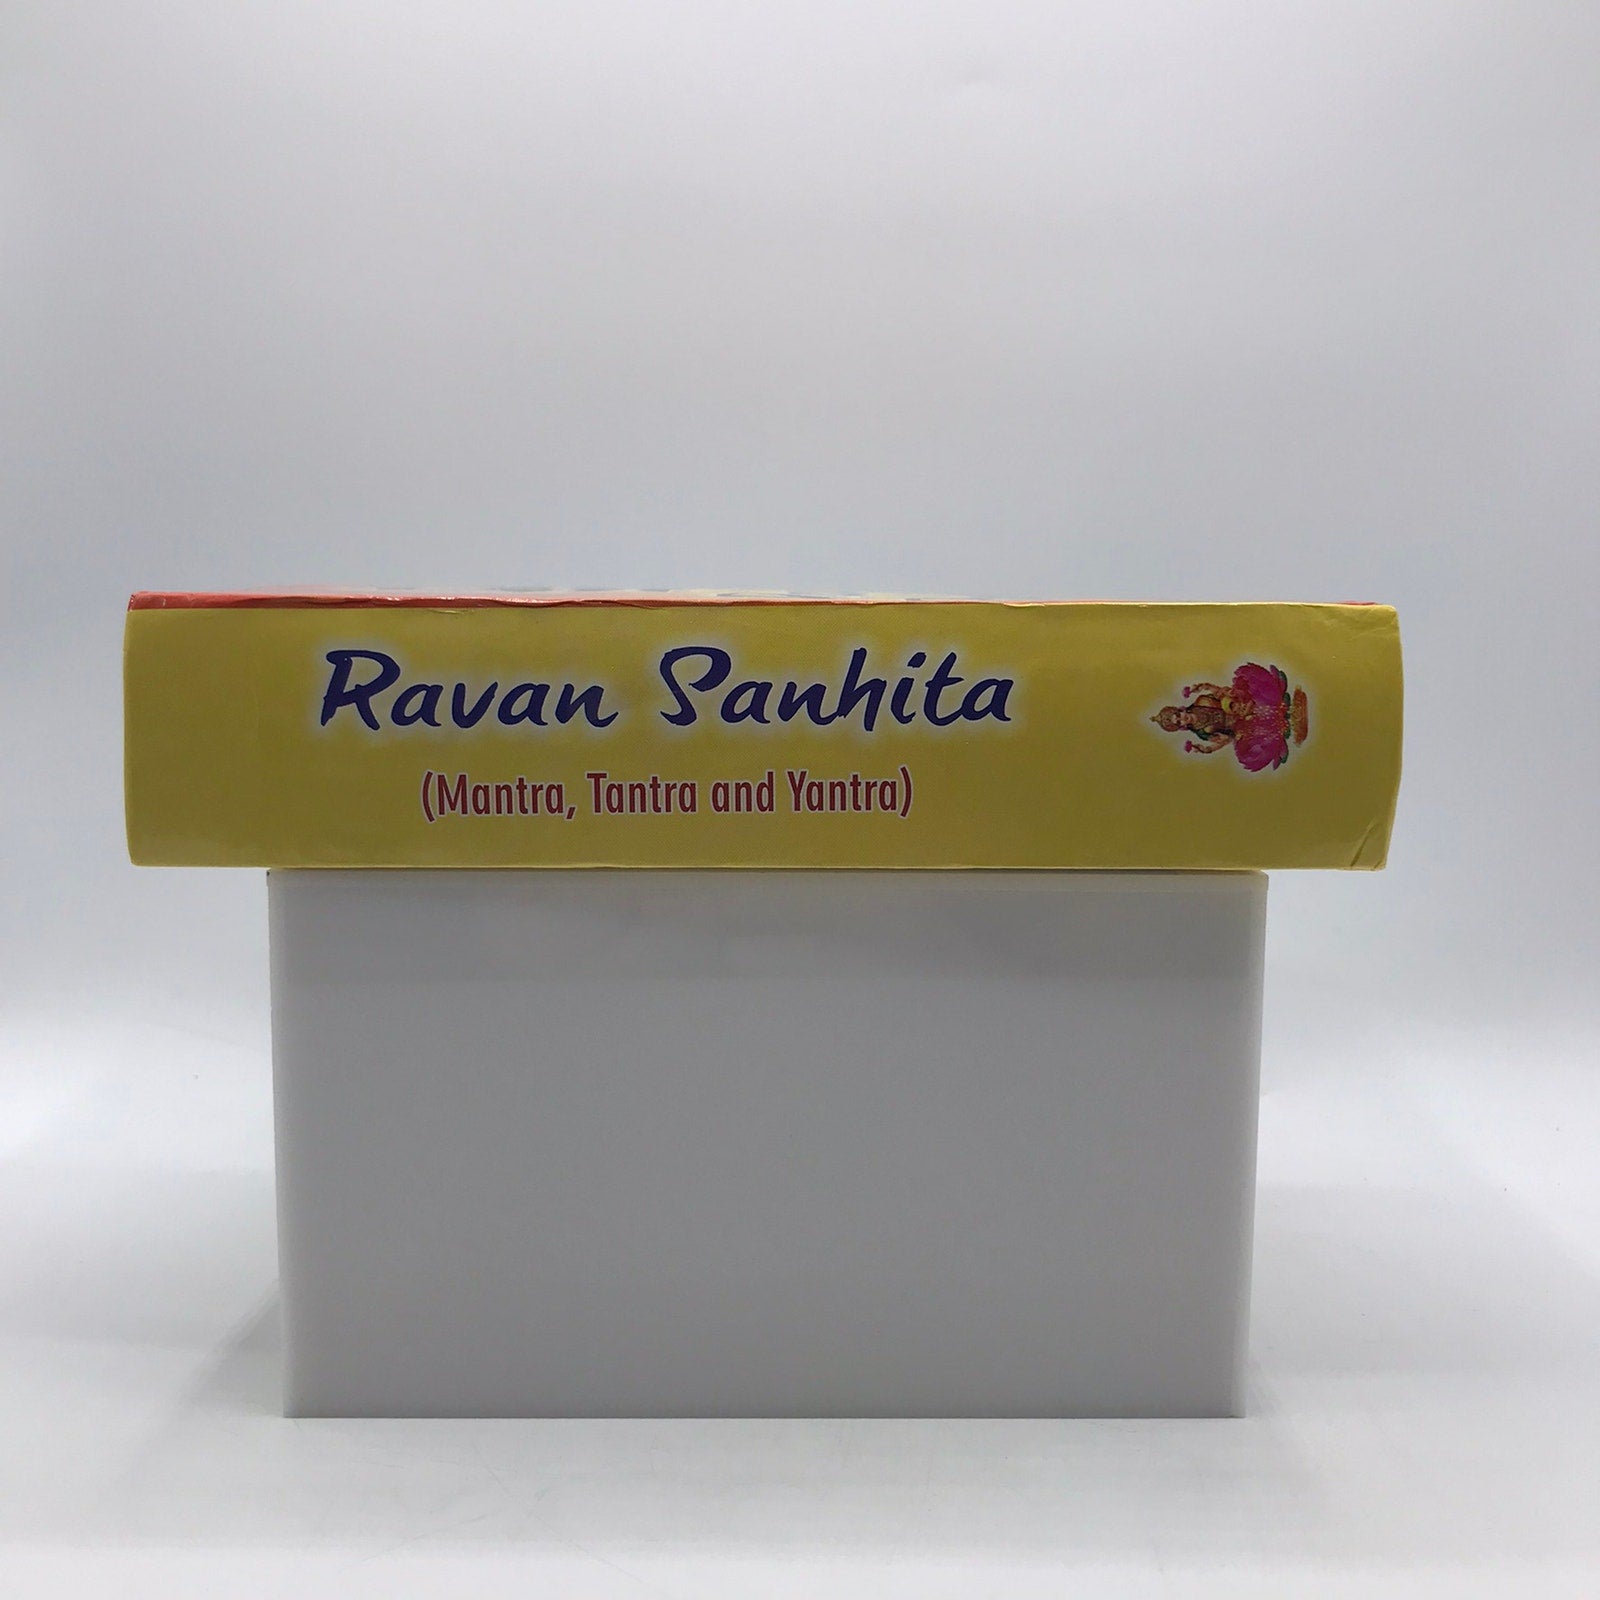 Ravan Sanhita
(Mantra, Tantra and Yantra)